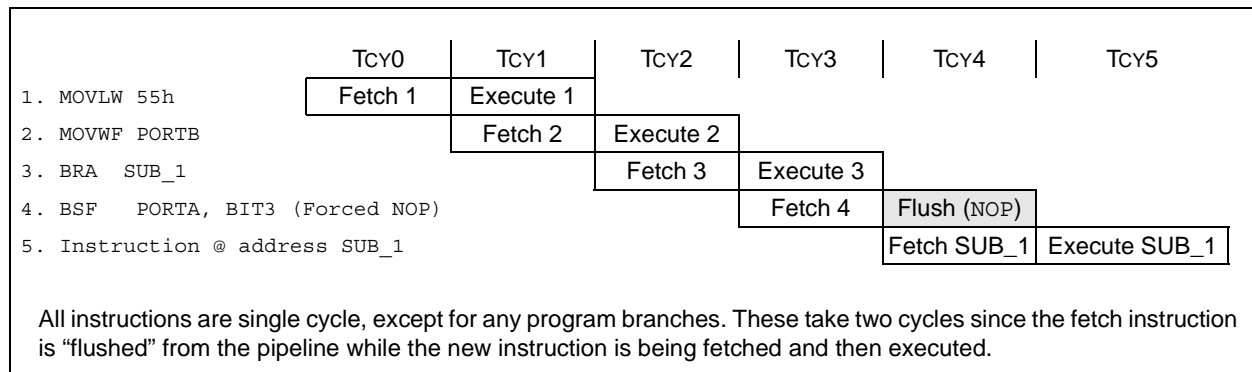 TCY0 TCY1 TCY2 TCY3 TCY4 TCY5
1. MOVLW 55h Fetch 1 Execute 1
2. MOVWF PORTB Fetch 2 Execute 2
3. BRA SUB_1 Fetch 3 Execute 3
4. BSF PORTA, BIT3 (Forced NOP) Fetch 4 Flush (NOP)
5. Instruction @ address SUB_1 Fetch SUB_1 Execute SUB_1
All instructions are single cycle, except for any program branches. These take two cycles since the fetch instruction
is “flushed” from the pipeline while the new instruction is being fetched and then executed.